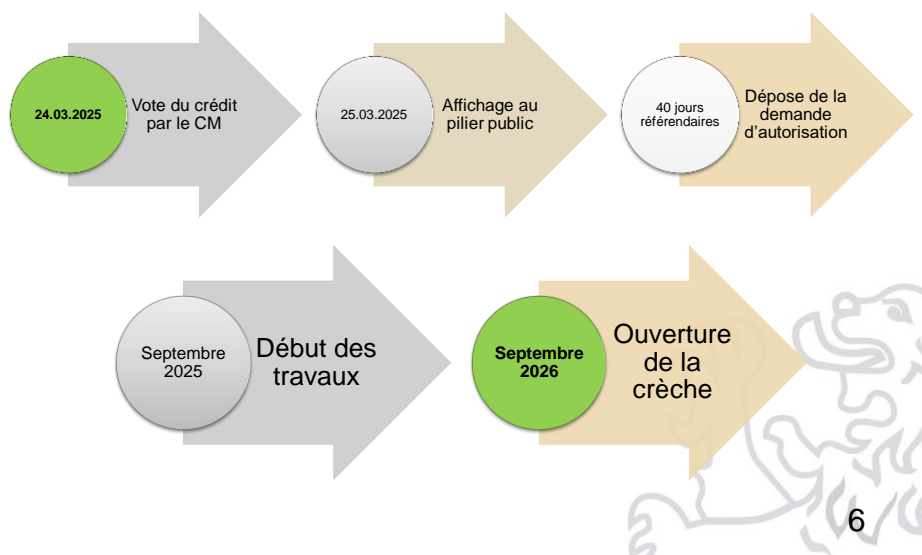 24.03.2025
Vote du crédit
par le CM
25.03.2025
Affichage au
pilier public
40 jours
référendaires
Dépose de la
demande
d'autorisation
Septembre
2025
Début des
travaux
Septembre
2026
Ouverture
de la
crèche
6